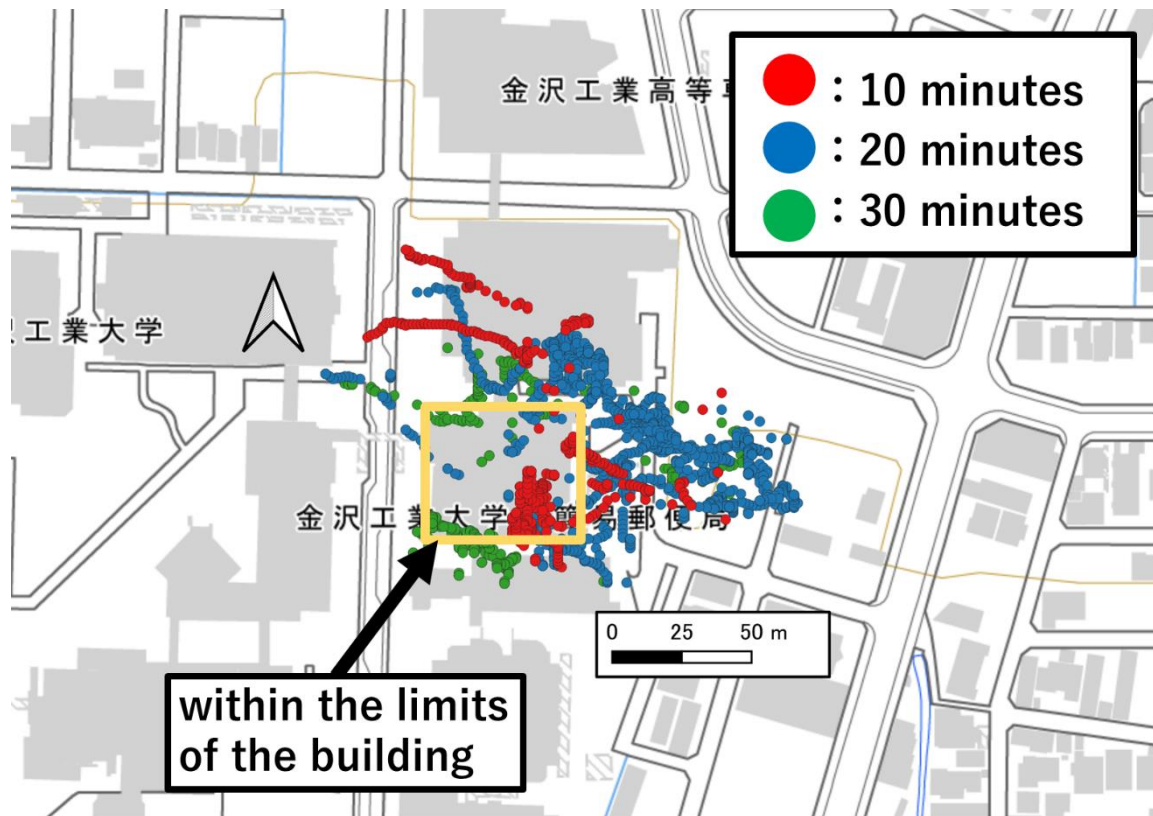 金沢工業高等
: 10 minutes
: 20 minutes
: 30 minutes
工業大学
金沢工業大学 簡易郵便局
0 25 50 m
within the limits
of the building